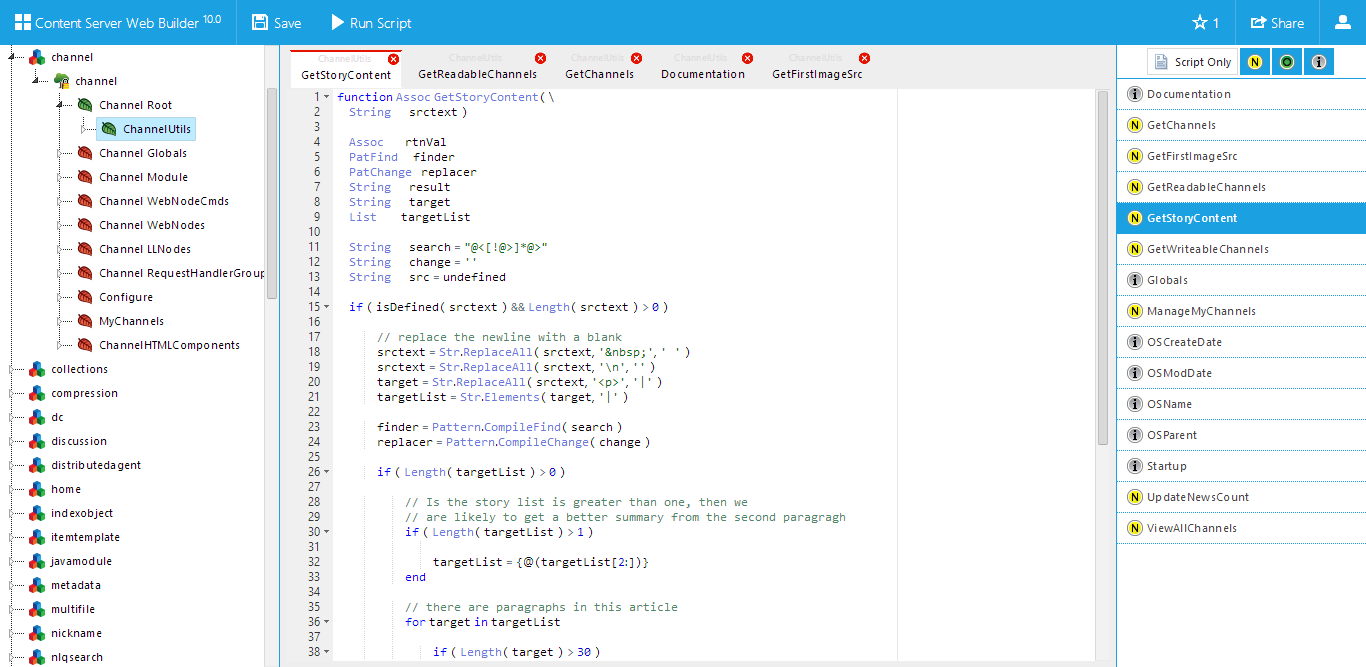 Content Server Web Builder 10.0 Save Run Script 1 Share
channel
channel
Channel Root
ChannelUtils
Channel Globals
Channel Module
Channel WebNodeCmds
Channel WebNodes
Channel LLNodes
Channel RequestHandlerGroup
Configure
MyChannels
ChannelHTMLComponents
collections
compression
dc
discussion
distributedagent
home
indexobject
itemtemplate
javamodule
metadata
multifile
nickname
nlqsearch
ChannelUtils ChannelUtils ChannelUtils ChannelUtils ChannelUtils
GetStoryContent GetReadableChannels GetChannels Documentation GetFirstImageSrc
1 function Assoc GetStoryContent( \
2 String srctext )
3
4 Assoc rtnVal
5 PatFind finder
6 PatChange replacer
7 String result
8 String target
9 List targetList
10
11 String search = "@<[!@>]*@>"
12 String change = ''
13 String src = undefined
14
15 if ( isDefined( srctext ) && Length( srctext ) > 0 )
16
17 // replace the newline with a blank
18 srctext = Str.ReplaceAll( srctext, '&nbsp;', ' ' )
19 srctext = Str.ReplaceAll( srctext, '\n', '' )
20 target = Str.ReplaceAll( srctext, '<p>', '|' )
21 targetList = Str.Elements( target, '|' )
22
23 finder = Pattern.CompileFind( search )
24 replacer = Pattern.CompileChange( change )
25
26 if ( Length( targetList ) > 0 )
27
28 // Is the story list is greater than one, then we
29 // are likely to get a better summary from the second paragragh
30 if ( Length( targetList ) > 1 )
31
32 targetList = {@(targetList[2:])}
33 end
34
35 // there are paragraphs in this article
36 for target in targetList
37
38 if ( Length( target ) > 30 )
Script Only N i
i Documentation
N GetChannels
N GetFirstImageSrc
N GetReadableChannels
N GetStoryContent
N GetWriteableChannels
i Globals
N ManageMyChannels
i OSCreateDate
i OSModDate
i OSName
i OSParent
i Startup
N UpdateNewsCount
N ViewAllChannels